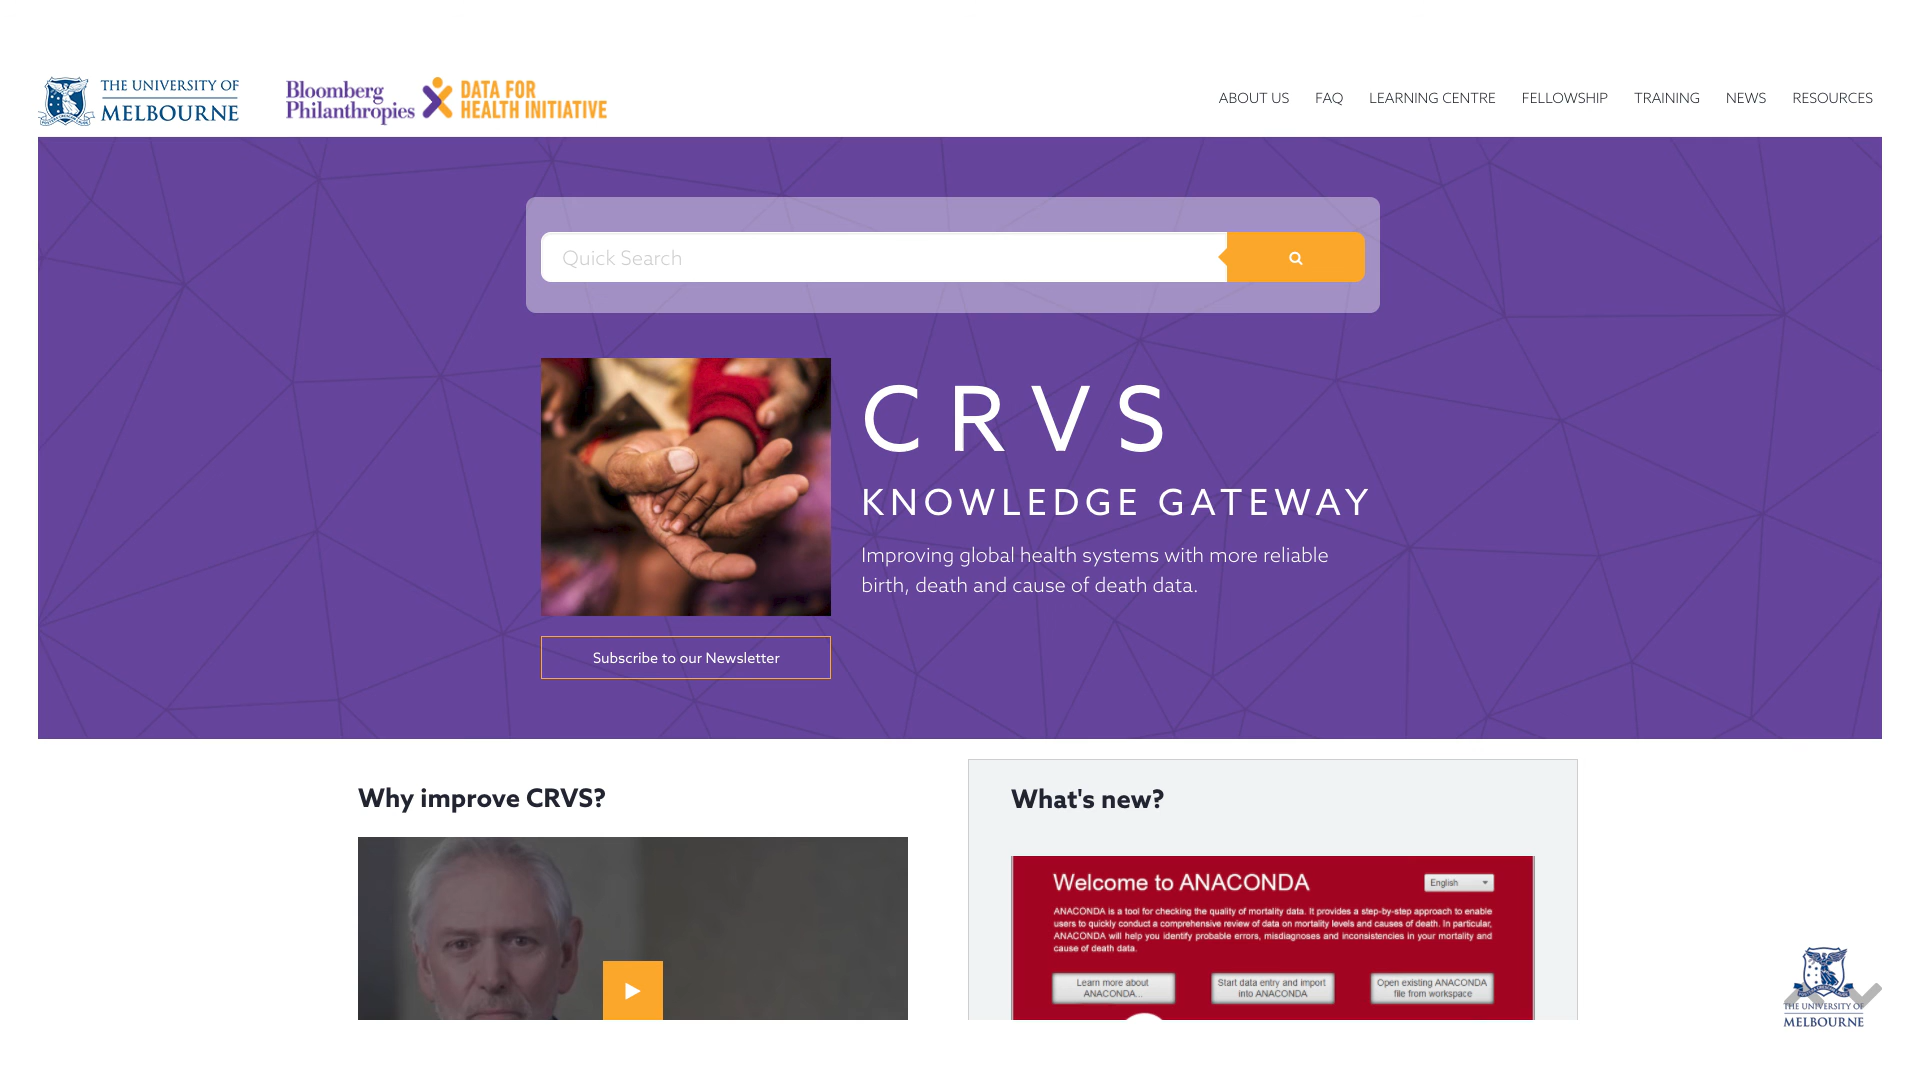 THE UNIVERSITY OF
MELBOURNE
Bloomberg
Philanthropies
DATA FOR
HEALTH INITIATIVE
ABOUT US FAQ LEARNING CENTRE FELLOWSHIP TRAINING NEWS RESOURCES
Quick Search
CRVS
KNOWLEDGE GATEWAY
Improving global health systems with more reliable
birth, death and cause of death data.
Subscribe to our Newsletter
Why improve CRVS?
What's new?
Welcome to ANACONDA
English
ANACONDA is a tool for checking the quality of mortality data. It provides a step-by-step approach to enable
users to quickly conduct a comprehensive review of data on mortality levels and causes of death. In particular,
ANACONDA will help you identify probable errors, misdiagnoses and inconsistencies in your mortality and
cause of death data.
Learn more about
ANACONDA...
Start data entry and import
into ANACONDA
Open existing ANACONDA
file from workspace
THE UNIVERSITY OF
MELBOURNE